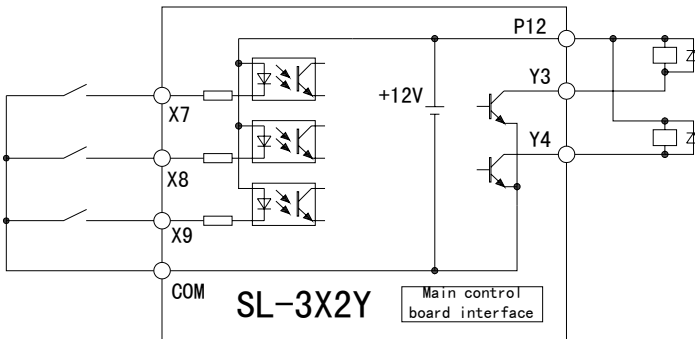 P12
Y3
+12V
X7
Y4
X8
X9
COM
SL-3X2Y
Main control
board interface
Z
Z